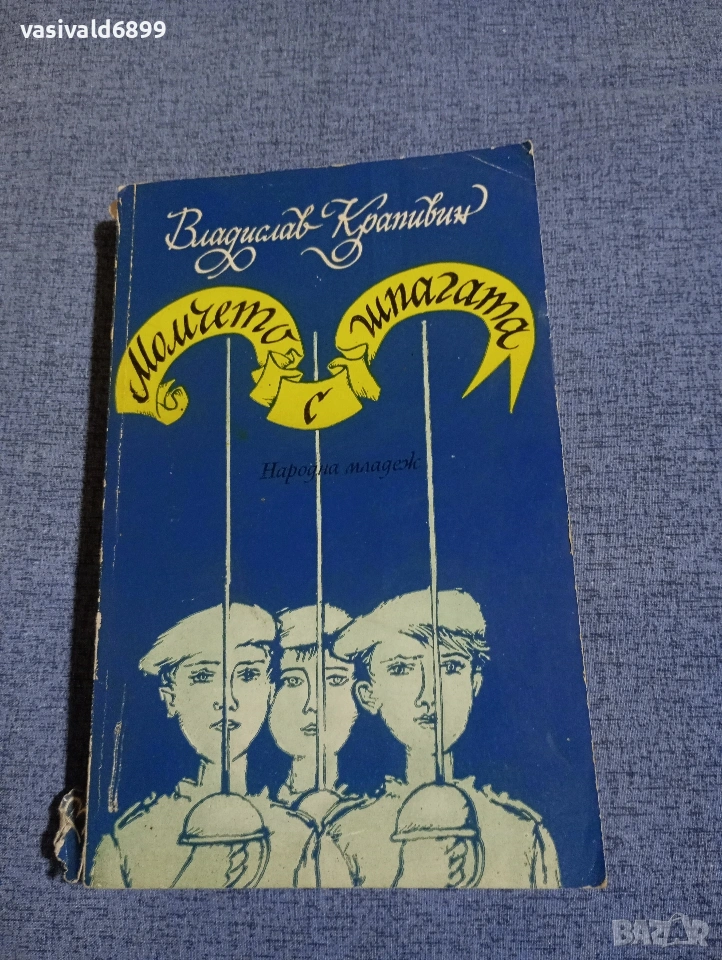 vasivald6899
Владислав Крапивин
Момчето
с
шпагата
Народна младеж
BAZAR